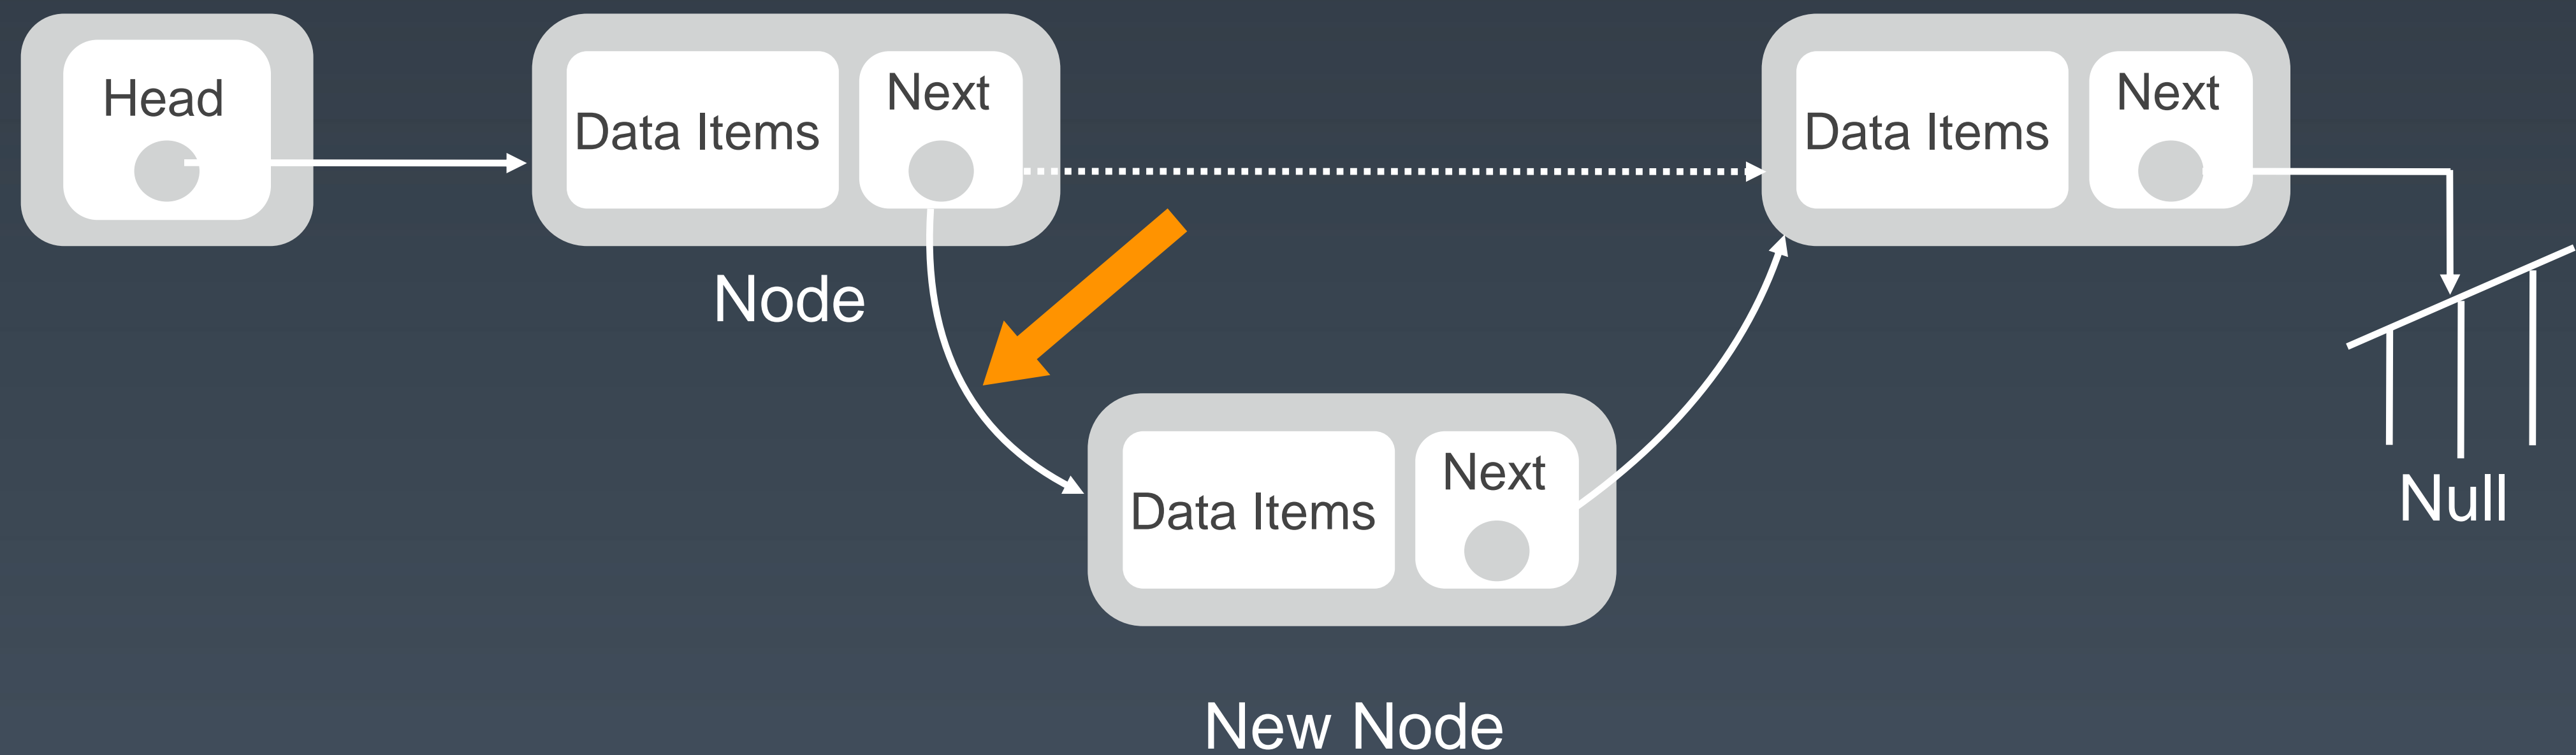 Head
Data Items
Next
Data Items
Next
Node
Data Items
Next
Null
New Node